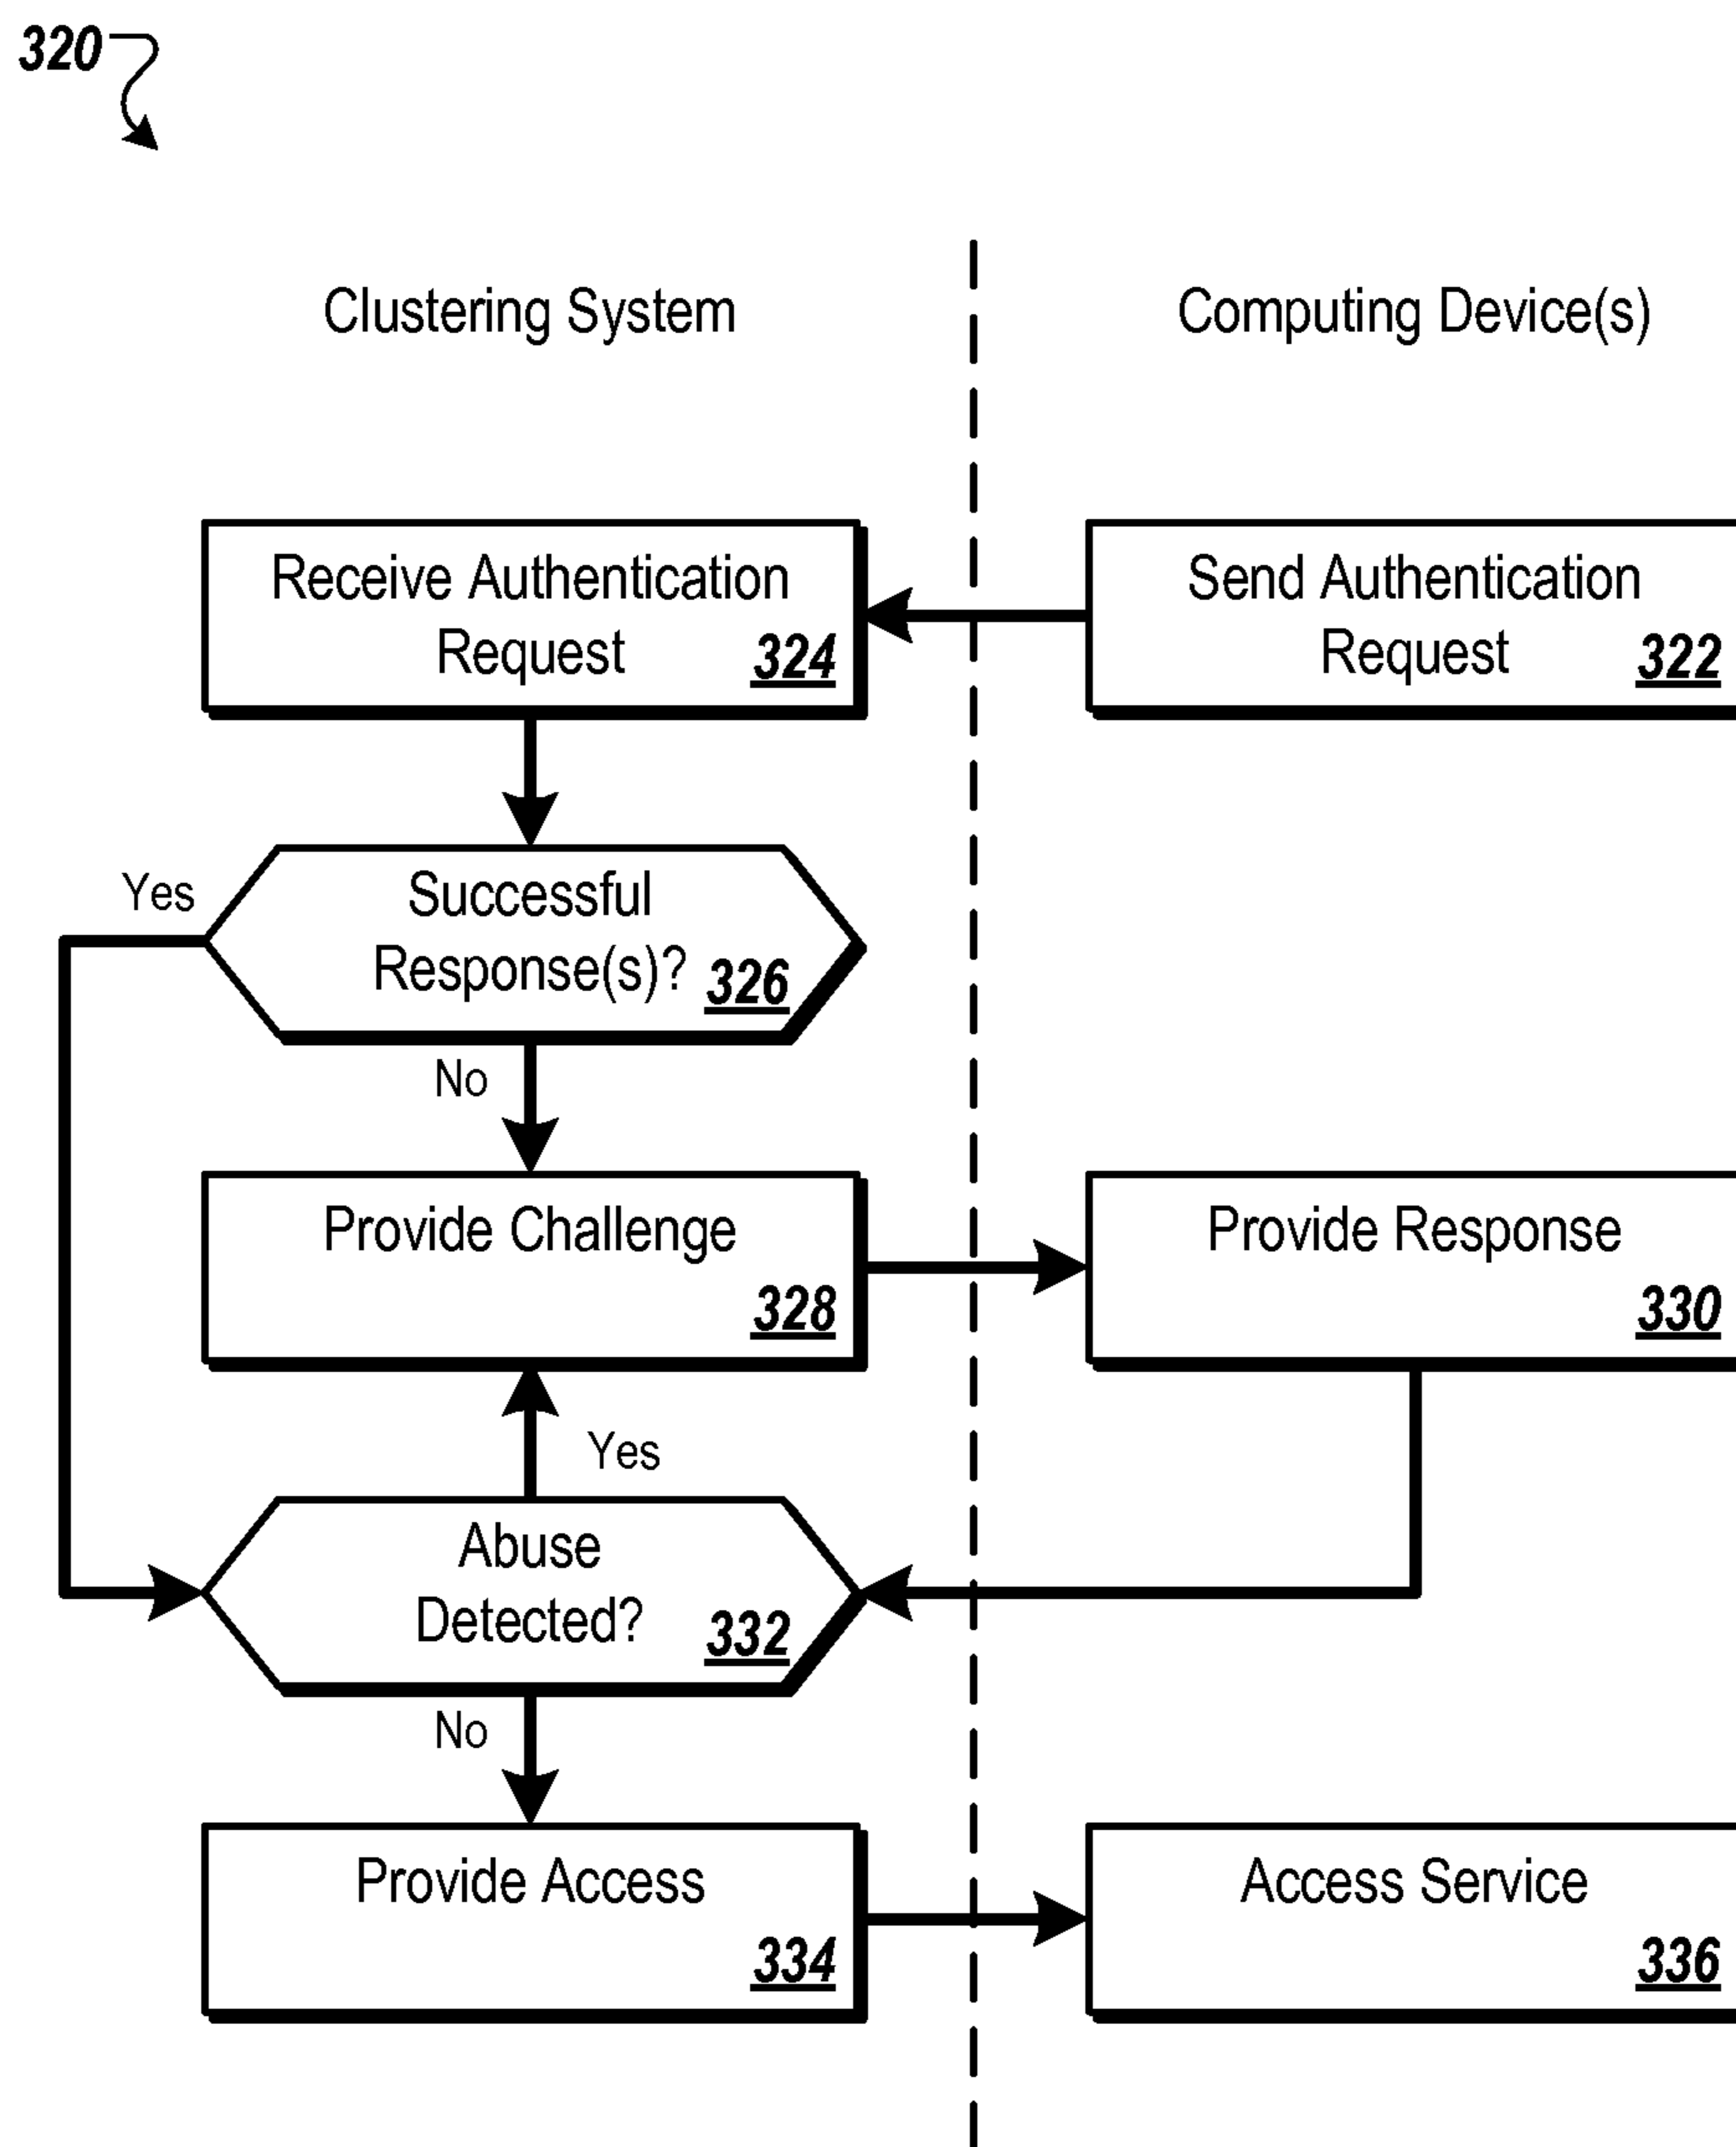 320
Clustering System
Computing Device(s)
Receive Authentication
Request 324
Send Authentication
Request 322
Yes
Successful
Response(s)? 326
No
Provide Challenge
328
Provide Response
330
Yes
Abuse
Detected? 332
No
Provide Access
334
Access Service
336